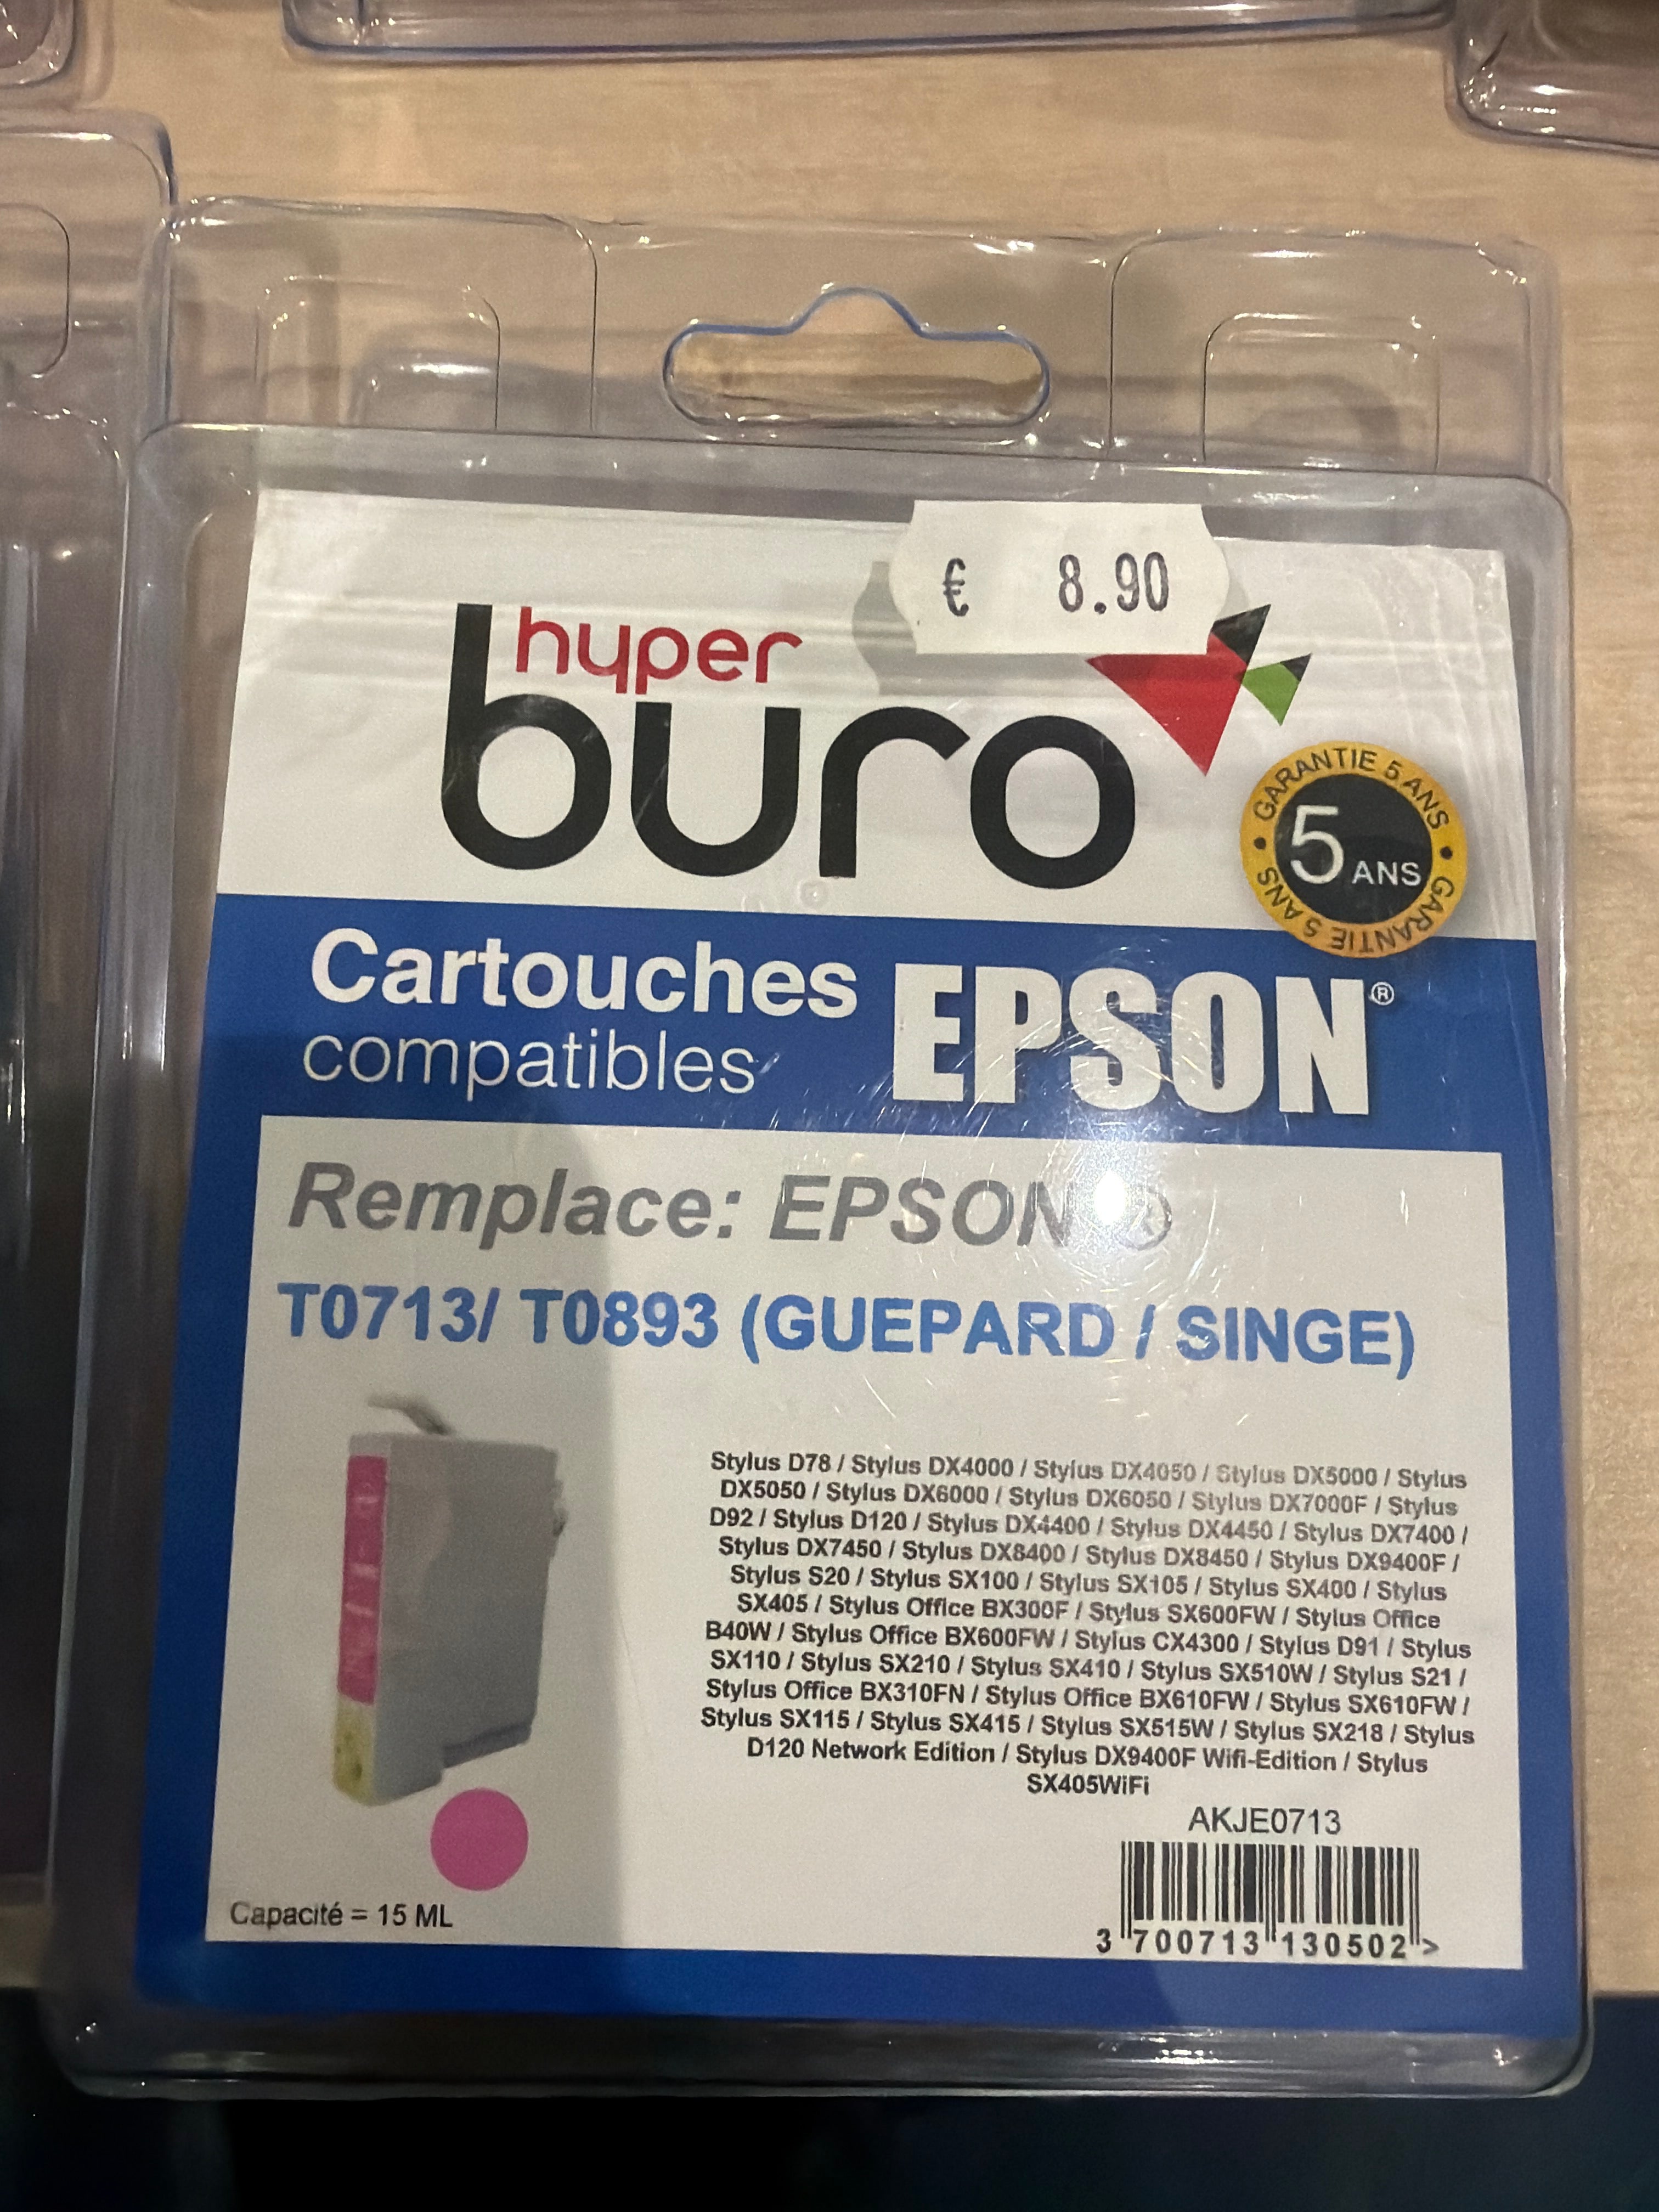 € 8.90
hyper
buro
GARANTIE 5 ANS
5 ANS
GARANTIE 5 ANS
Cartouches
compatibles
EPSON®
Remplace: EPSON ®
T0713/ T0893 (GUEPARD / SINGE)
Stylus D78 / Stylus DX4000 / Stylus DX4050 / Stylus DX5000 / Stylus
DX5050 / Stylus DX6000 / Stylus DX6050 / Stylus DX7000F / Stylus
D92 / Stylus D120 / Stylus DX4400 / Stylus DX4450 / Stylus DX7400 /
Stylus DX7450 / Stylus DX8400 / Stylus DX8450 / Stylus DX9400F /
Stylus S20 / Stylus SX100 / Stylus SX105 / Stylus SX400 / Stylus
SX405 / Stylus Office BX300F / Stylus SX600FW / Stylus Office
B40W / Stylus Office BX600FW / Stylus CX4300 / Stylus D91 / Stylus
SX110 / Stylus SX210 / Stylus SX410 / Stylus SX510W / Stylus S21 /
Stylus Office BX310FN / Stylus Office BX610FW / Stylus SX610FW /
Stylus SX115 / Stylus SX415 / Stylus SX515W / Stylus SX218 / Stylus
D120 Network Edition / Stylus DX9400F Wifi-Edition / Stylus
SX405WiFi
AKJE0713
Capacité = 15 ML
3 700713 130502 >